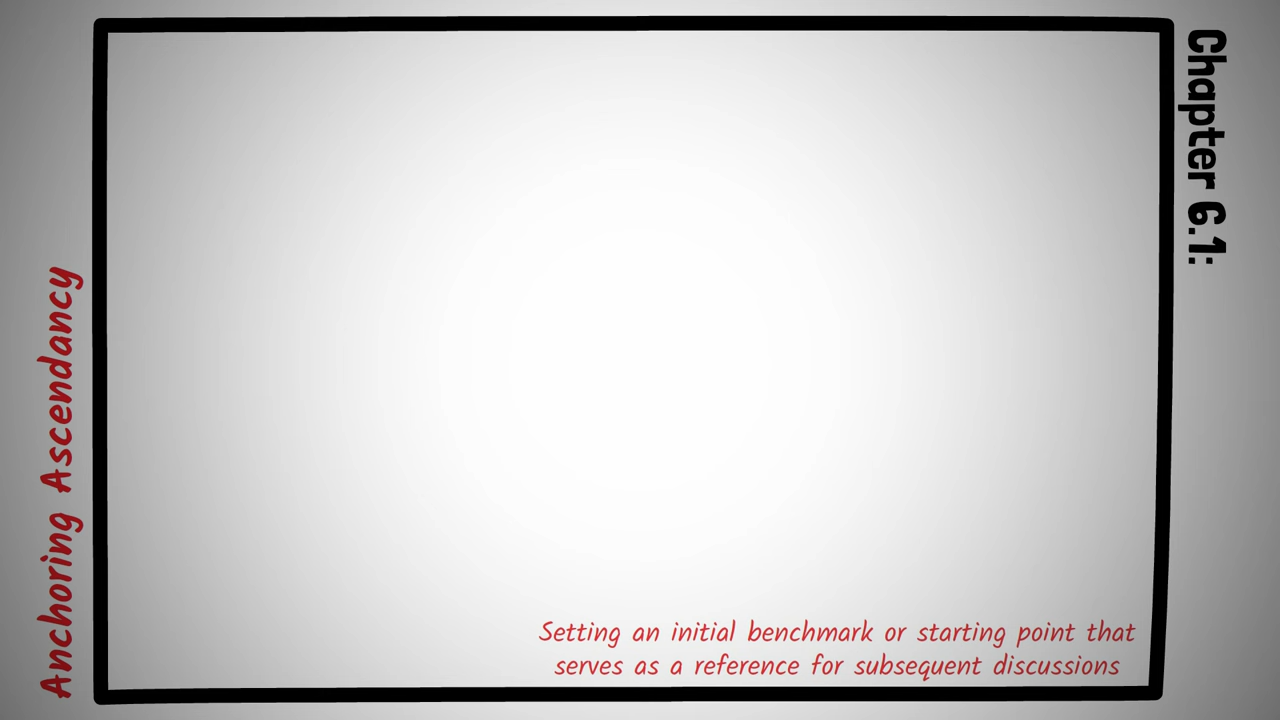 Chapter 6.1:
Anchoring Ascendancy
Setting an initial benchmark or starting point that
serves as a reference for subsequent discussions